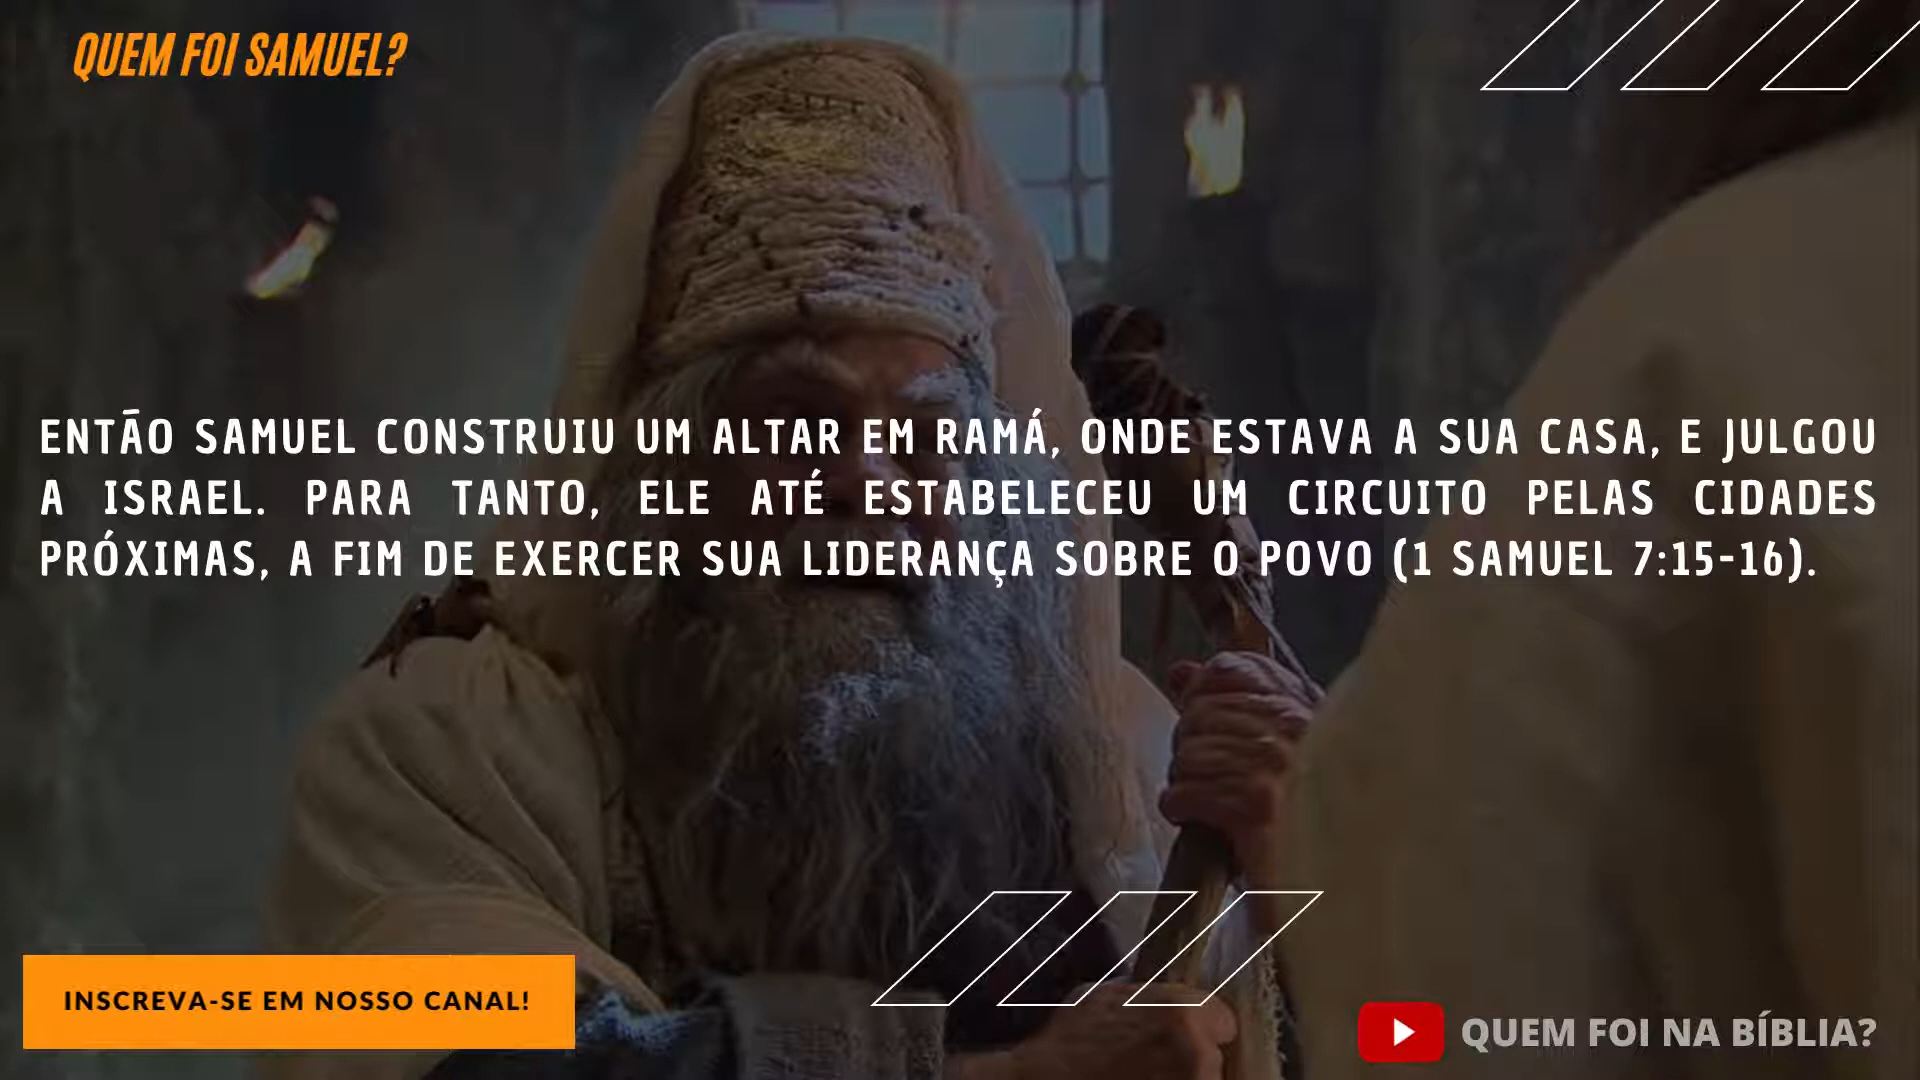 QUEM FOI SAMUEL?
ENTÃO SAMUEL CONSTRUIU UM ALTAR EM RAMÁ, ONDE ESTAVA A SUA CASA, E JULGOU
A ISRAEL. PARA TANTO, ELE ATÉ ESTABELECEU UM CIRCUITO PELAS CIDADES
PRÓXIMAS, A FIM DE EXERCER SUA LIDERANÇA SOBRE O POVO (1 SAMUEL 7:15-16).
INSCREVA-SE EM NOSSO CANAL!
QUEM FOI NA BÍBLIA?